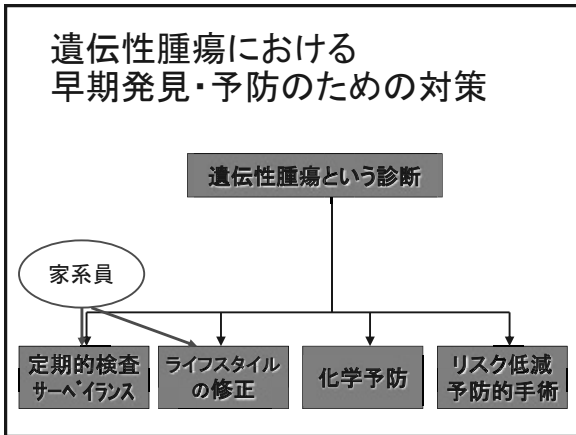 遺伝性腫瘍における
早期発見・予防のための対策
遺伝性腫瘍という診断
家系員
定期的検査
サーベイランス
ライフスタイル
の修正
化学予防
リスク低減
予防的手術